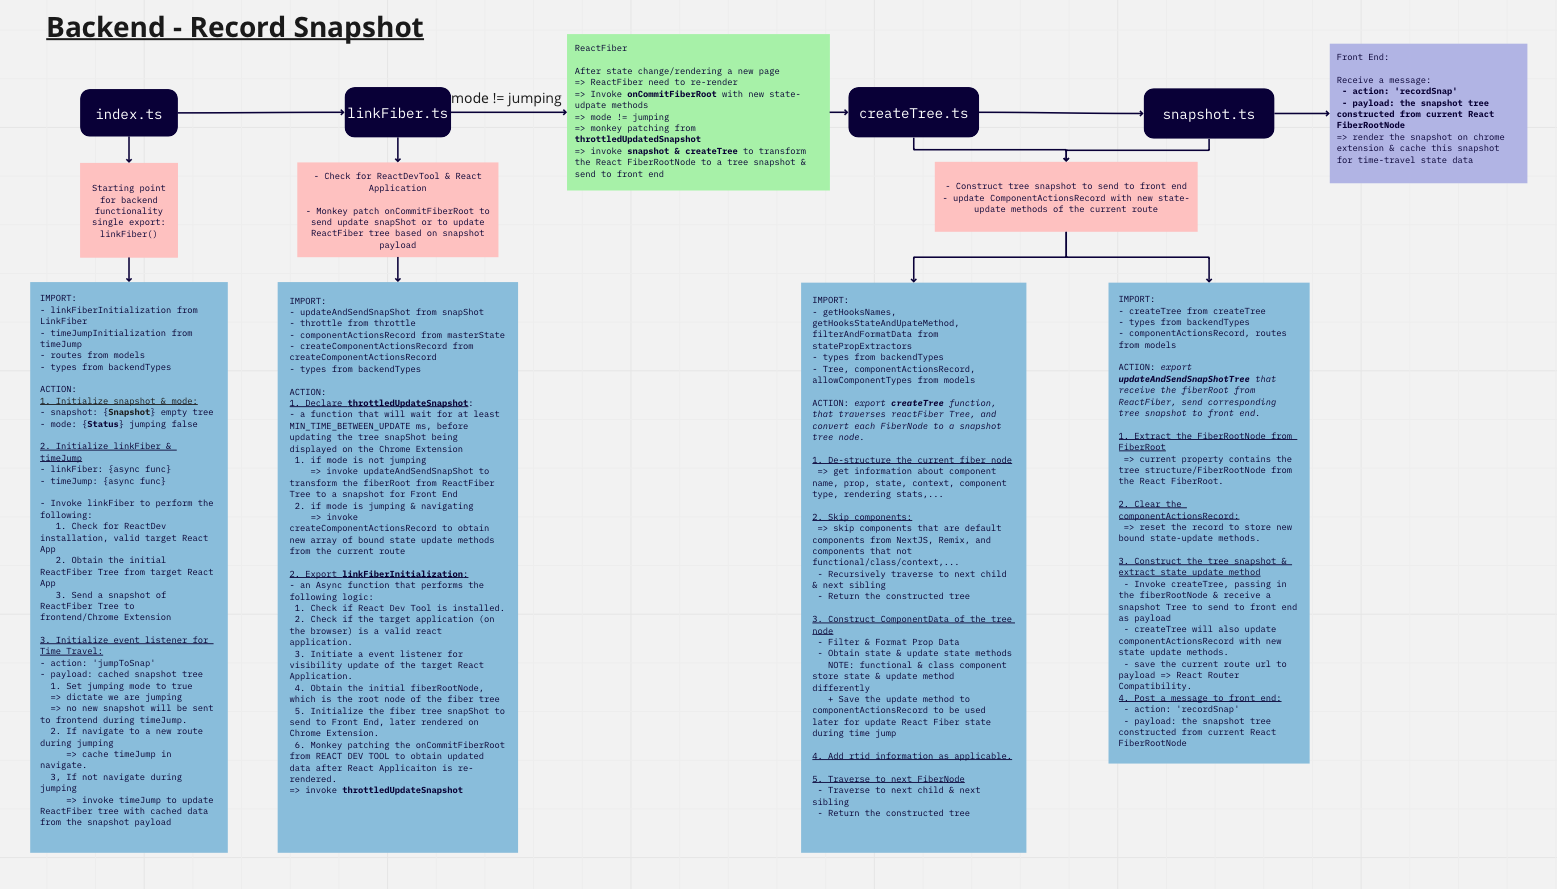 Backend - Record Snapshot
index.ts
linkFiber.ts
mode != jumping
ReactFiber
After state change/rendering a new page
=> ReactFiber need to re-render
=> Invoke onCommitFiberRoot with new state-
udpate methods
=> mode != jumping
=> monkey patching from
throttledUpdatedSnapshot
=> invoke snapshot & createTree to transform
the React FiberRootNode to a tree snapshot &
send to front end
createTree.ts
snapshot.ts
Front End:
Receive a message:
- action: 'recordSnap'
- payload: the snapshot tree
constructed from current React
FiberRootNode
=> render the snapshot on chrome
extension & cache this snapshot
for time-travel state data
Starting point
for backend
functionality
single export:
linkFiber()
- Check for ReactDevTool & React
Application
- Monkey patch onCommitFiberRoot to
send update snapShot or to update
ReactFiber tree based on snapshot
payload
- Construct tree snapshot to send to front end
- update ComponentActionsRecord with new state-
update methods of the current route
IMPORT:
- linkFiberInitialization from
LinkFiber
- timeJumpInitialization from
timeJump
- routes from models
- types from backendTypes
ACTION:
1. Initialize snapshot & mode:
- snapshot: {Snapshot} empty tree
- mode: {Status} jumping false
2. Initialize linkFiber &
timeJump
- linkFiber: {async func}
- timeJump: {async func}
- Invoke linkFiber to perform the
following:
1. Check for ReactDev
installation, valid target React
App
2. Obtain the initial
ReactFiber Tree from target React
App
3. Send a snapshot of
ReactFiber Tree to
frontend/Chrome Extension
3. Initialize event listener for
Time Travel:
- action: 'jumpToSnap'
- payload: cached snapshot tree
1. Set jumping mode to true
=> dictate we are jumping
=> no new snapshot will be sent
to frontend during timeJump.
2. If navigate to a new route
during jumping
=> cache timeJump in
navigate.
3, If not navigate during
jumping
=> invoke timeJump to update
ReactFiber tree with cached data
from the snapshot payload
IMPORT:
- updateAndSendSnapShot from snapShot
- throttle from throttle
- componentActionsRecord from masterState
- createComponentActionsRecord from
createComponentActionsRecord
- types from backendTypes
ACTION:
1. Declare throttledUpdateSnapshot:
- a function that will wait for at least
MIN_TIME_BETWEEN_UPDATE ms, before
updating the tree snapShot being
displayed on the Chrome Extension
1. if mode is not jumping
=> invoke updateAndSendSnapShot to
transform the fiberRoot from ReactFiber
Tree to a snapshot for Front End
2. if mode is jumping & navigating
=> invoke
createComponentActionsRecord to obtain
new array of bound state update methods
from the current route
2. Export linkFiberInitialization:
- an Async function that performs the
following logic:
1. Check if React Dev Tool is installed.
2. Check if the target application (on
the browser) is a valid react
application.
3. Initiate a event listener for
visibility update of the target React
Application.
4. Obtain the initial fiberRootNode,
which is the root node of the fiber tree
5. Initialize the fiber tree snapShot to
send to Front End, later rendered on
Chrome Extension.
6. Monkey patching the onCommitFiberRoot
from REACT DEV TOOL to obtain updated
data after React Applicaiton is re-
rendered.
=> invoke throttledUpdateSnapshot
IMPORT:
- getHooksNames,
getHooksStateAndUpateMethod,
filterAndFormatData from
statePropExtractors
- types from backendTypes
- Tree, componentActionsRecord,
allowComponentTypes from models
ACTION: export createTree function,
that traverses reactFiber Tree, and
convert each FiberNode to a snapshot
tree node.
1. De-structure the current fiber node
=> get information about component
name, prop, state, context, component
type, rendering stats,...
2. Skip components:
=> skip components that are default
components from NextJS, Remix, and
components that not
functional/class/context,...
- Recursively traverse to next child
& next sibling
- Return the constructed tree
3. Construct ComponentData of the tree
node
- Filter & Format Prop Data
- Obtain state & update state methods
NOTE: functional & class component
store state & update method
differently
+ Save the update method to
componentActionsRecord to be used
later for update React Fiber state
during time jump
4. Add rtid information as applicable.
5. Traverse to next FiberNode
- Traverse to next child & next
sibling
- Return the constructed tree
IMPORT:
- createTree from createTree
- types from backendTypes
- componentActionsRecord, routes
from models
ACTION: export
updateAndSendSnapShotTree that
receive the fiberRoot from
ReactFiber, send corresponding
tree snapshot to front end.
1. Extract the FiberRootNode from
FiberRoot
=> current property contains the
tree structure/FiberRootNode from
the React FiberRoot.
2. Clear the
componentActionsRecord:
=> reset the record to store new
bound state-update methods.
3. Construct the tree snapshot &
extract state update method
- Invoke createTree, passing in
the fiberRootNode & receive a
snapshot Tree to send to front end
as payload
- createTree will also update
componentActionsRecord with new
state update methods.
- save the current route url to
payload => React Router
Compatibility.
4. Post a message to front end:
- action: 'recordSnap'
- payload: the snapshot tree
constructed from current React
FiberRootNode